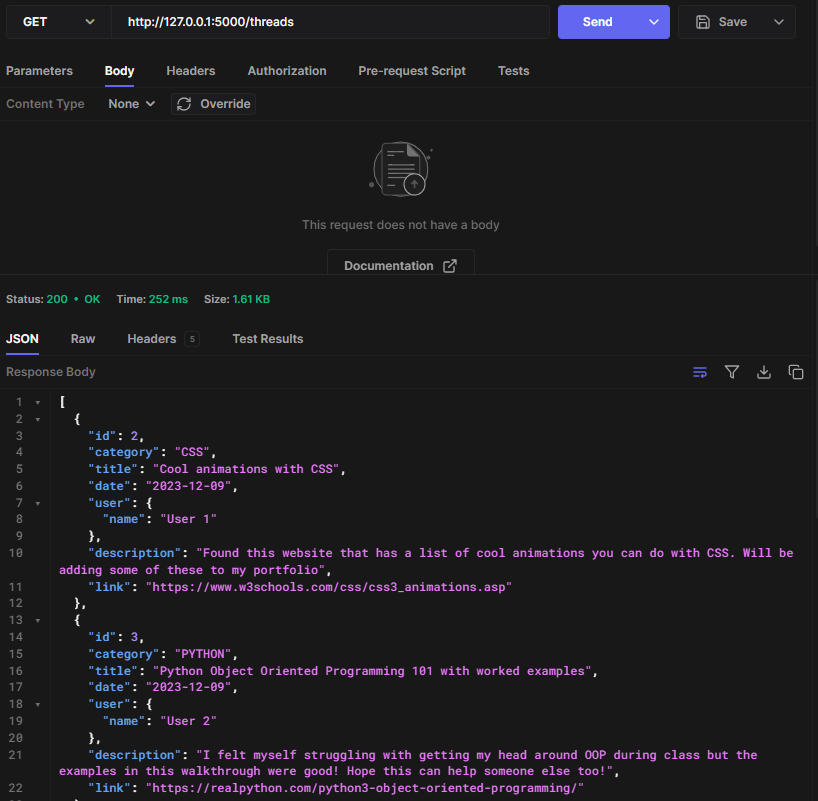 GET http://127.0.0.1:5000/threads Send Save
Parameters Body Headers Authorization Pre-request Script Tests
Content Type None Override
This request does not have a body
Documentation
Status: 200 • OK Time: 252 ms Size: 1.61 KB
JSON Raw Headers 5 Test Results
Response Body
1 [
2 {
3 "id": 2,
4 "category": "CSS",
5 "title": "Cool animations with CSS",
6 "date": "2023-12-09",
7 "user": {
8 "name": "User 1"
9 },
10 "description": "Found this website that has a list of cool animations you can do with CSS. Will be
adding some of these to my portfolio",
11 "link": "https://www.w3schools.com/css/css3_animations.asp"
12 },
13 {
14 "id": 3,
15 "category": "PYTHON",
16 "title": "Python Object Oriented Programming 101 with worked examples",
17 "date": "2023-12-09",
18 "user": {
19 "name": "User 2"
20 },
21 "description": "I felt myself struggling with getting my head around OOP during class but the
examples in this walkthrough were good! Hope this can help someone else too!",
22 "link": "https://realpython.com/python3-object-oriented-programming/"